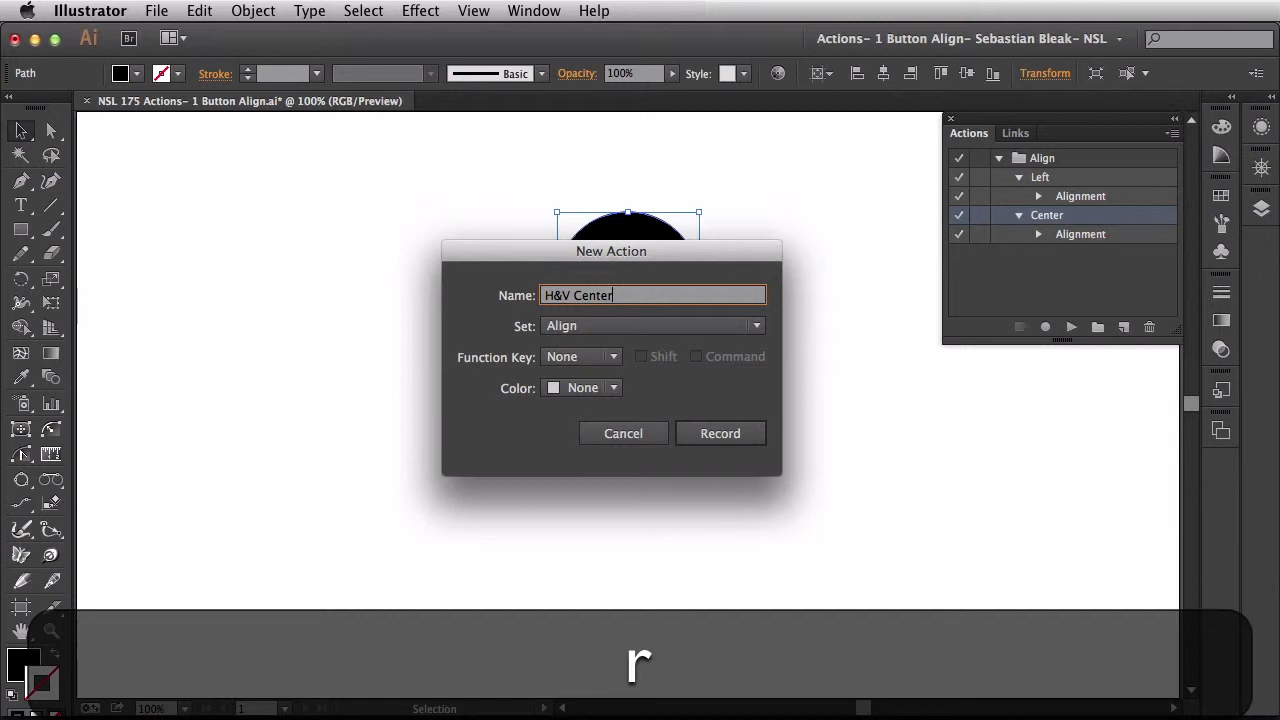 Illustrator File Edit Object Type Select Effect View Window Help
Ai Br Actions- 1 Button Align- Sebastian Bleak- NSL
Path Stroke: Basic Opacity: 100% Style: Transform
× NSL 175 Actions- 1 Button Align.ai* @ 100% (RGB/Preview)
Actions Links
Align
Left
Alignment
Center
Alignment
New Action
Name: H&V Center
Set: Align
Function Key: None Shift Command
Color: None
Cancel Record
r
100% 1 Selection